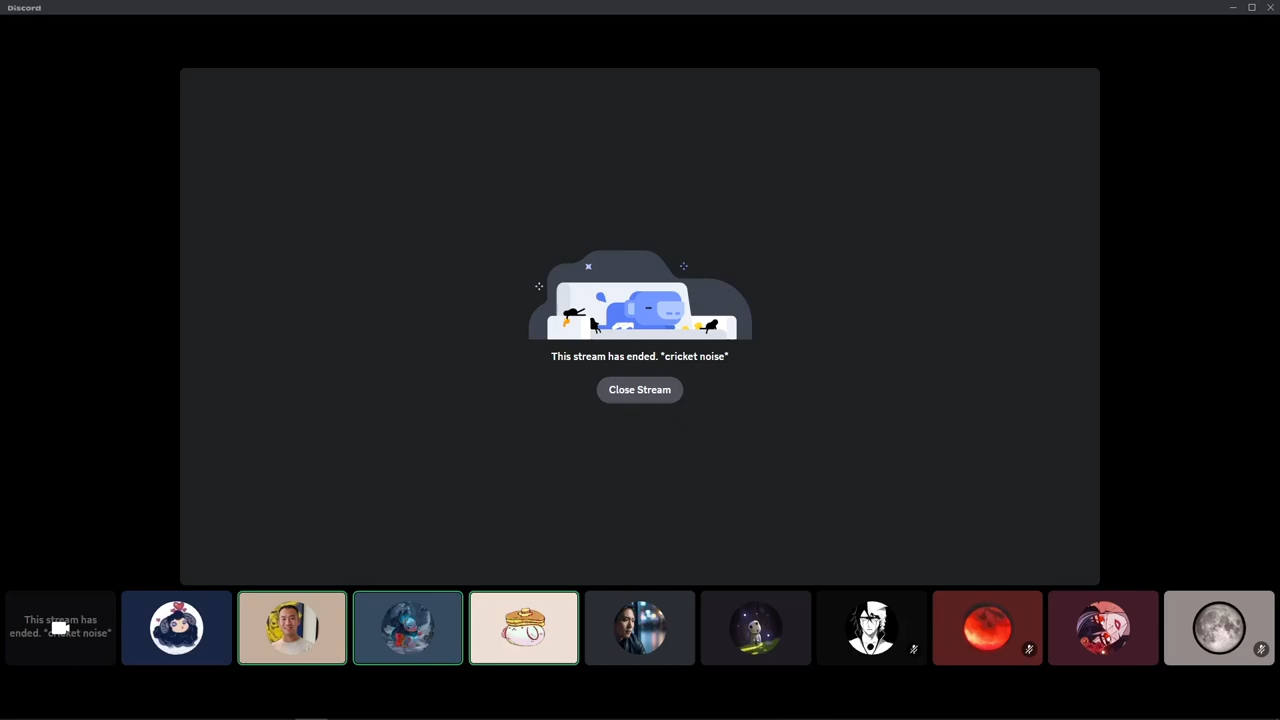 Discord
This stream has ended. *cricket noise*
Close Stream
This stream has
ended. *cricket noise*